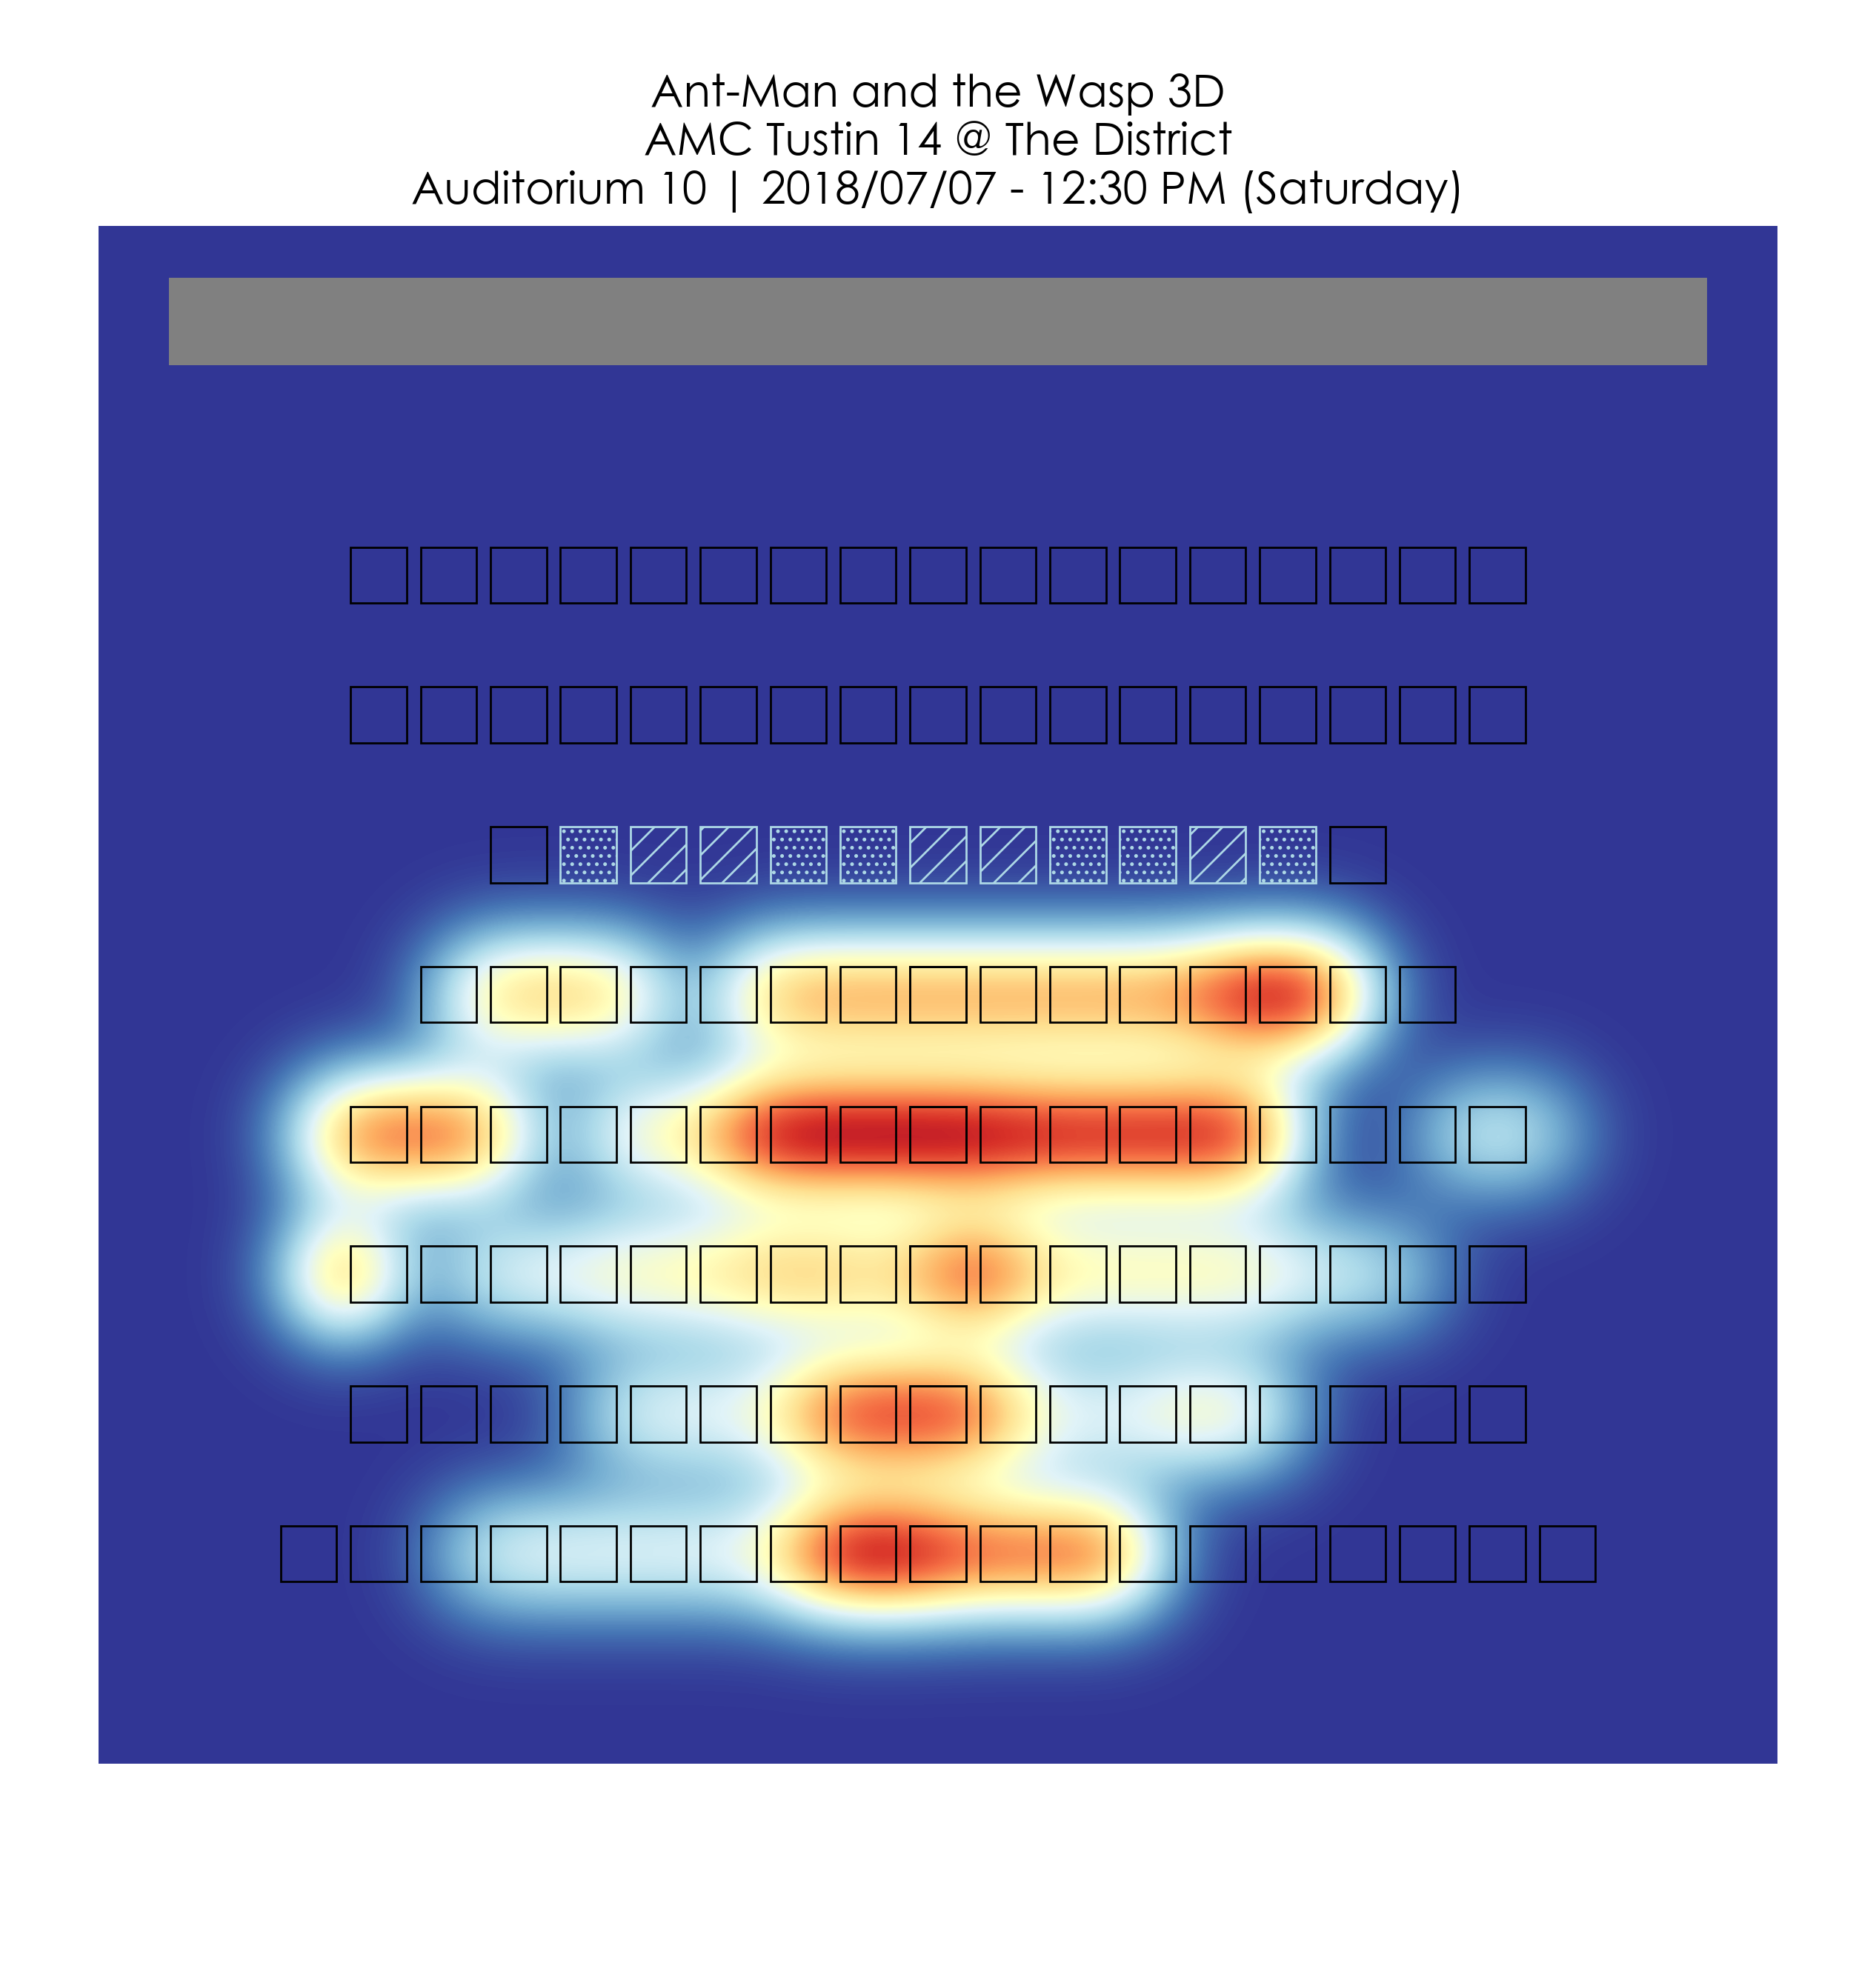 Ant-Man and the Wasp 3D
AMC Tustin 14 @ The District
Auditorium 10 | 2018/07/07 - 12:30 PM (Saturday)